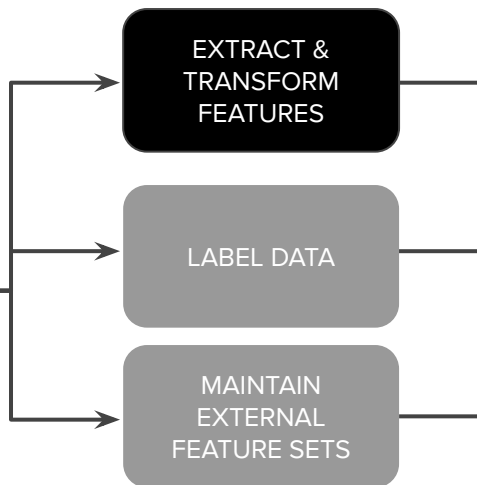 EXTRACT &
TRANSFORM
FEATURES
LABEL DATA
MAINTAIN
EXTERNAL
FEATURE SETS